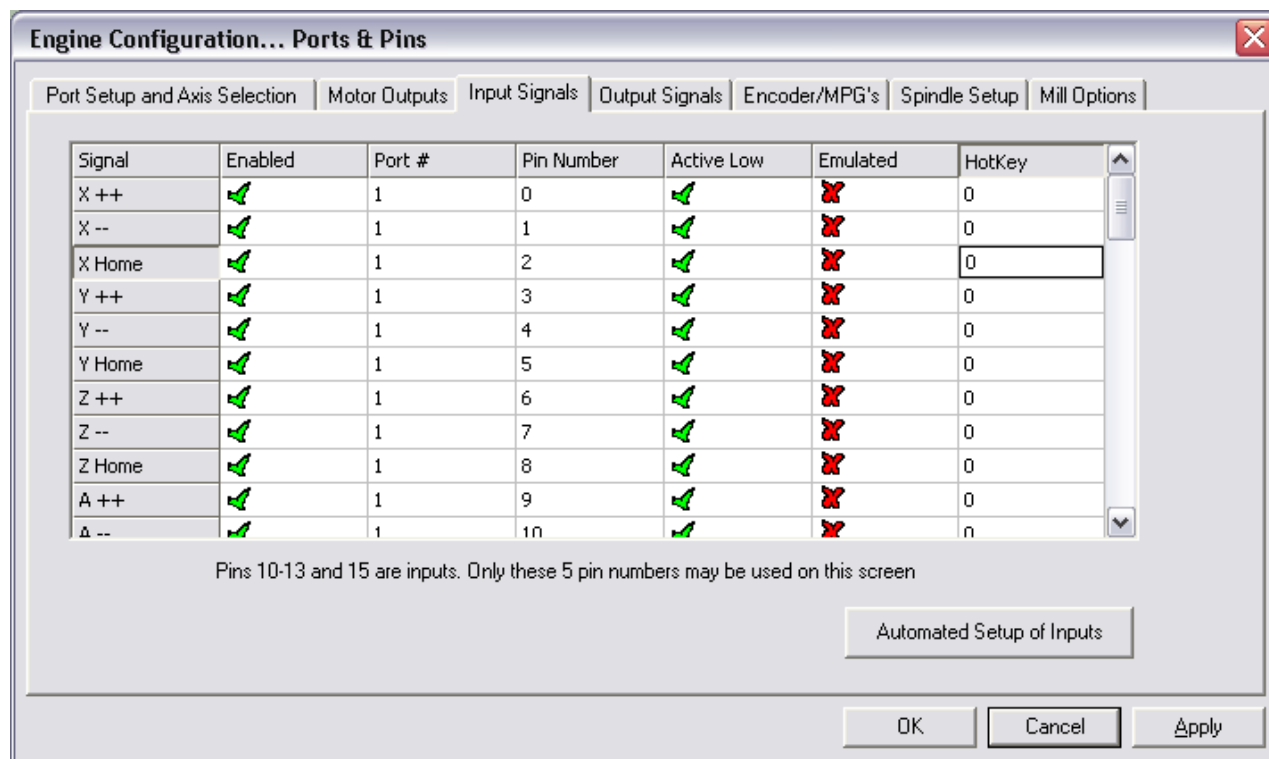 Engine Configuration... Ports & Pins
Port Setup and Axis Selection Motor Outputs Input Signals Output Signals Encoder/MPG's Spindle Setup Mill Options
Signal Enabled Port # Pin Number Active Low Emulated HotKey
X ++ 1 0 0
X -- 1 1 0
X Home 1 2 0
Y ++ 1 3 0
Y -- 1 4 0
Y Home 1 5 0
Z ++ 1 6 0
Z -- 1 7 0
Z Home 1 8 0
A ++ 1 9 0
A -- 1 10 0
Pins 10-13 and 15 are inputs. Only these 5 pin numbers may be used on this screen
Automated Setup of Inputs
OK Cancel Apply